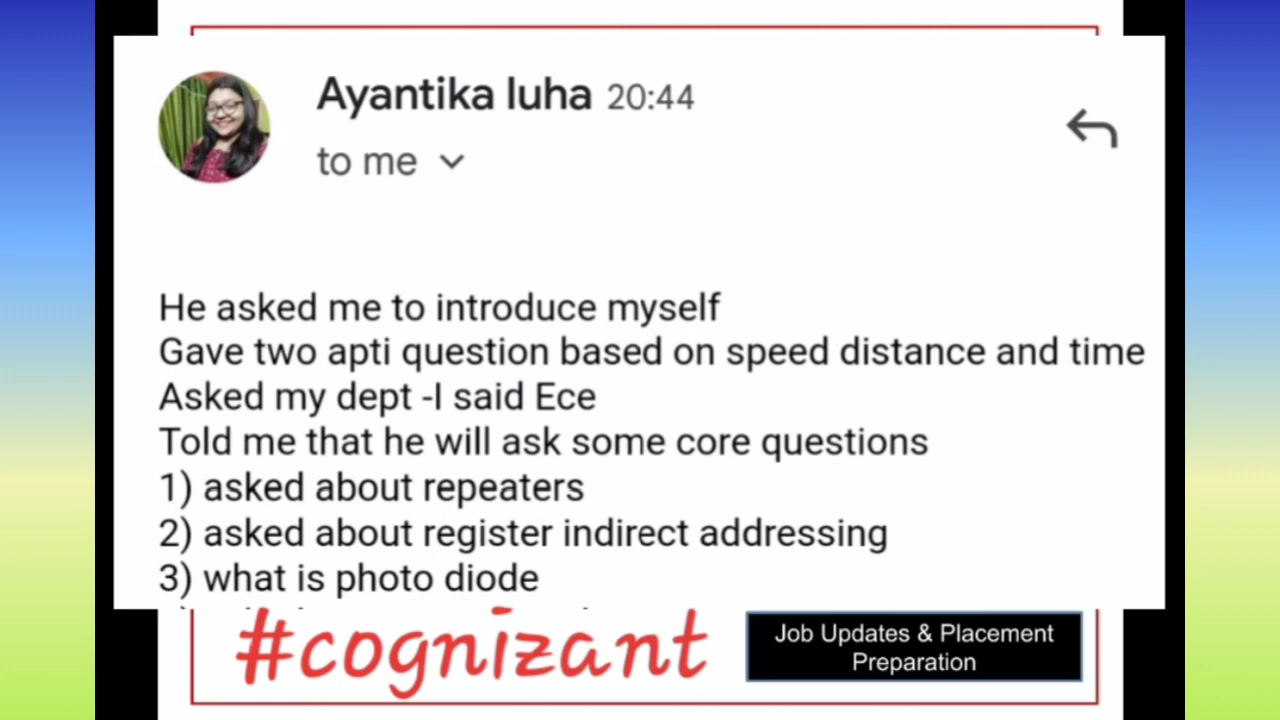 Ayantika luha 20:44
to me
He asked me to introduce myself
Gave two apti question based on speed distance and time
Asked my dept -I said Ece
Told me that he will ask some core questions
1) asked about repeaters
2) asked about register indirect addressing
3) what is photo diode
#cognizant
Job Updates & Placement
Preparation